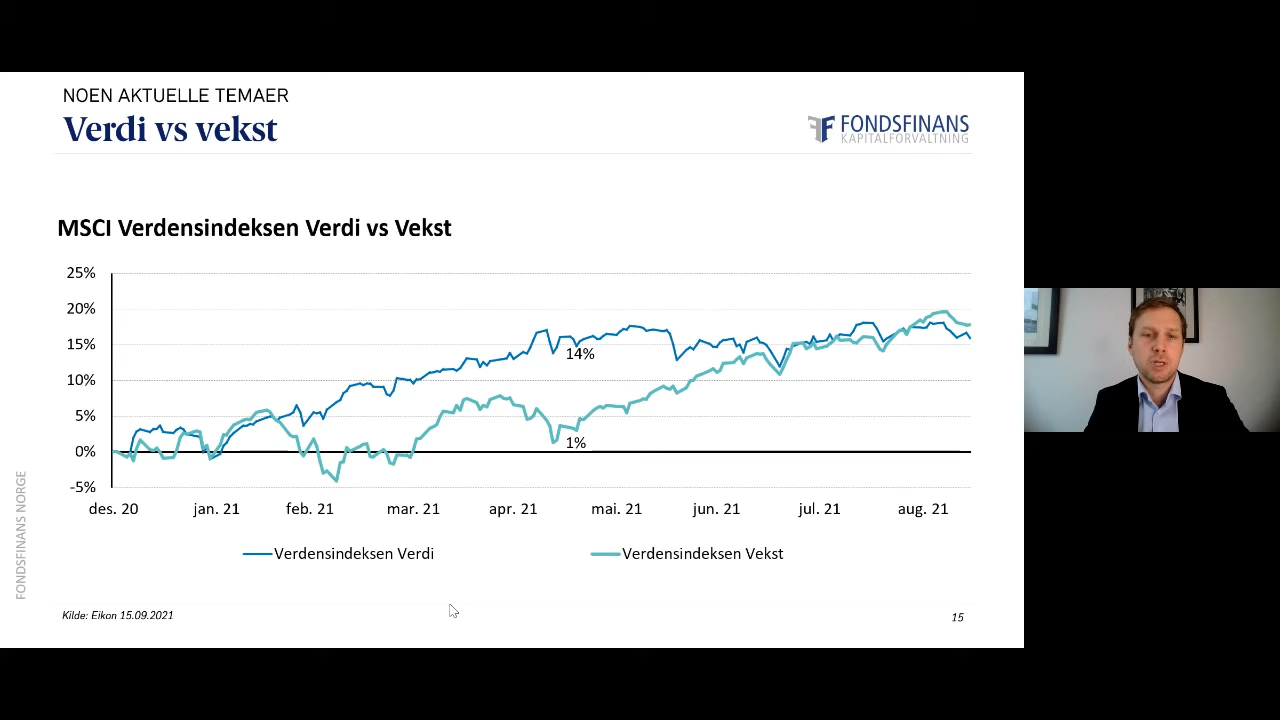 NOEN AKTUELLE TEMAER
Verdi vs vekst
FONDSFINANS
KAPITALFORVALTNING
MSCI Verdensindeksen Verdi vs Vekst
25%
20%
15%
10%
5%
0%
-5%
14%
1%
des. 20 jan. 21 feb. 21 mar. 21 apr. 21 mai. 21 jun. 21 jul. 21 aug. 21
Verdensindeksen Verdi Verdensindeksen Vekst
FONDSFINANS NORGE
Kilde: Eikon 15.09.2021
15